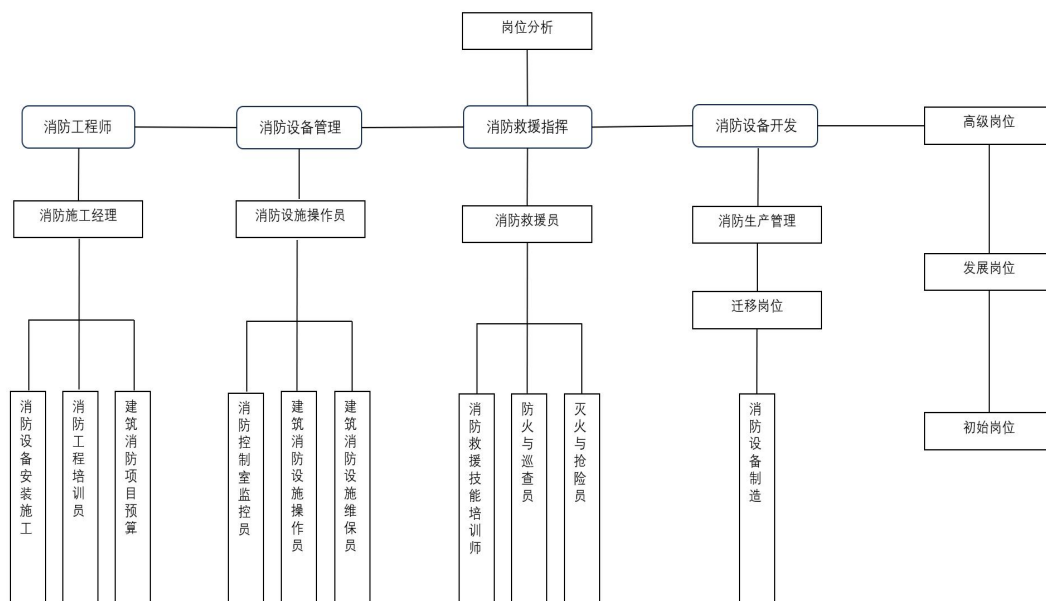 岗位分析
消防工程师
消防设备管理
消防救援指挥
消防设备开发
高级岗位
消防施工经理
消防设施操作员
消防救援员
消防生产管理
发展岗位
迁移岗位
消防设备安装施工
消防工程培训员
建筑消防项目预算
消防控制室监控员
建筑消防设施操作员
建筑消防设施维保员
消防救援技能培训师
防火与巡查员
灭火与抢险员
消防设备制造
初始岗位